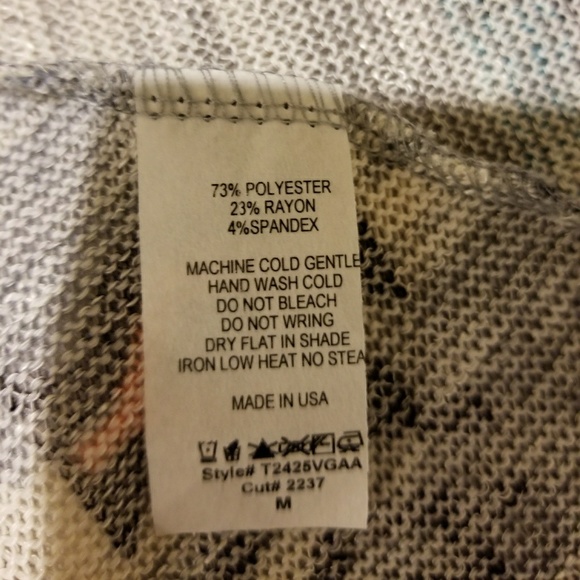 73% POLYESTER
23% RAYON
4%SPANDEX
MACHINE COLD GENTLE
HAND WASH COLD
DO NOT BLEACH
DO NOT WRING
DRY FLAT IN SHADE
IRON LOW HEAT NO STEA
MADE IN USA
Style# T2425VGAA
Cut# 2237
M